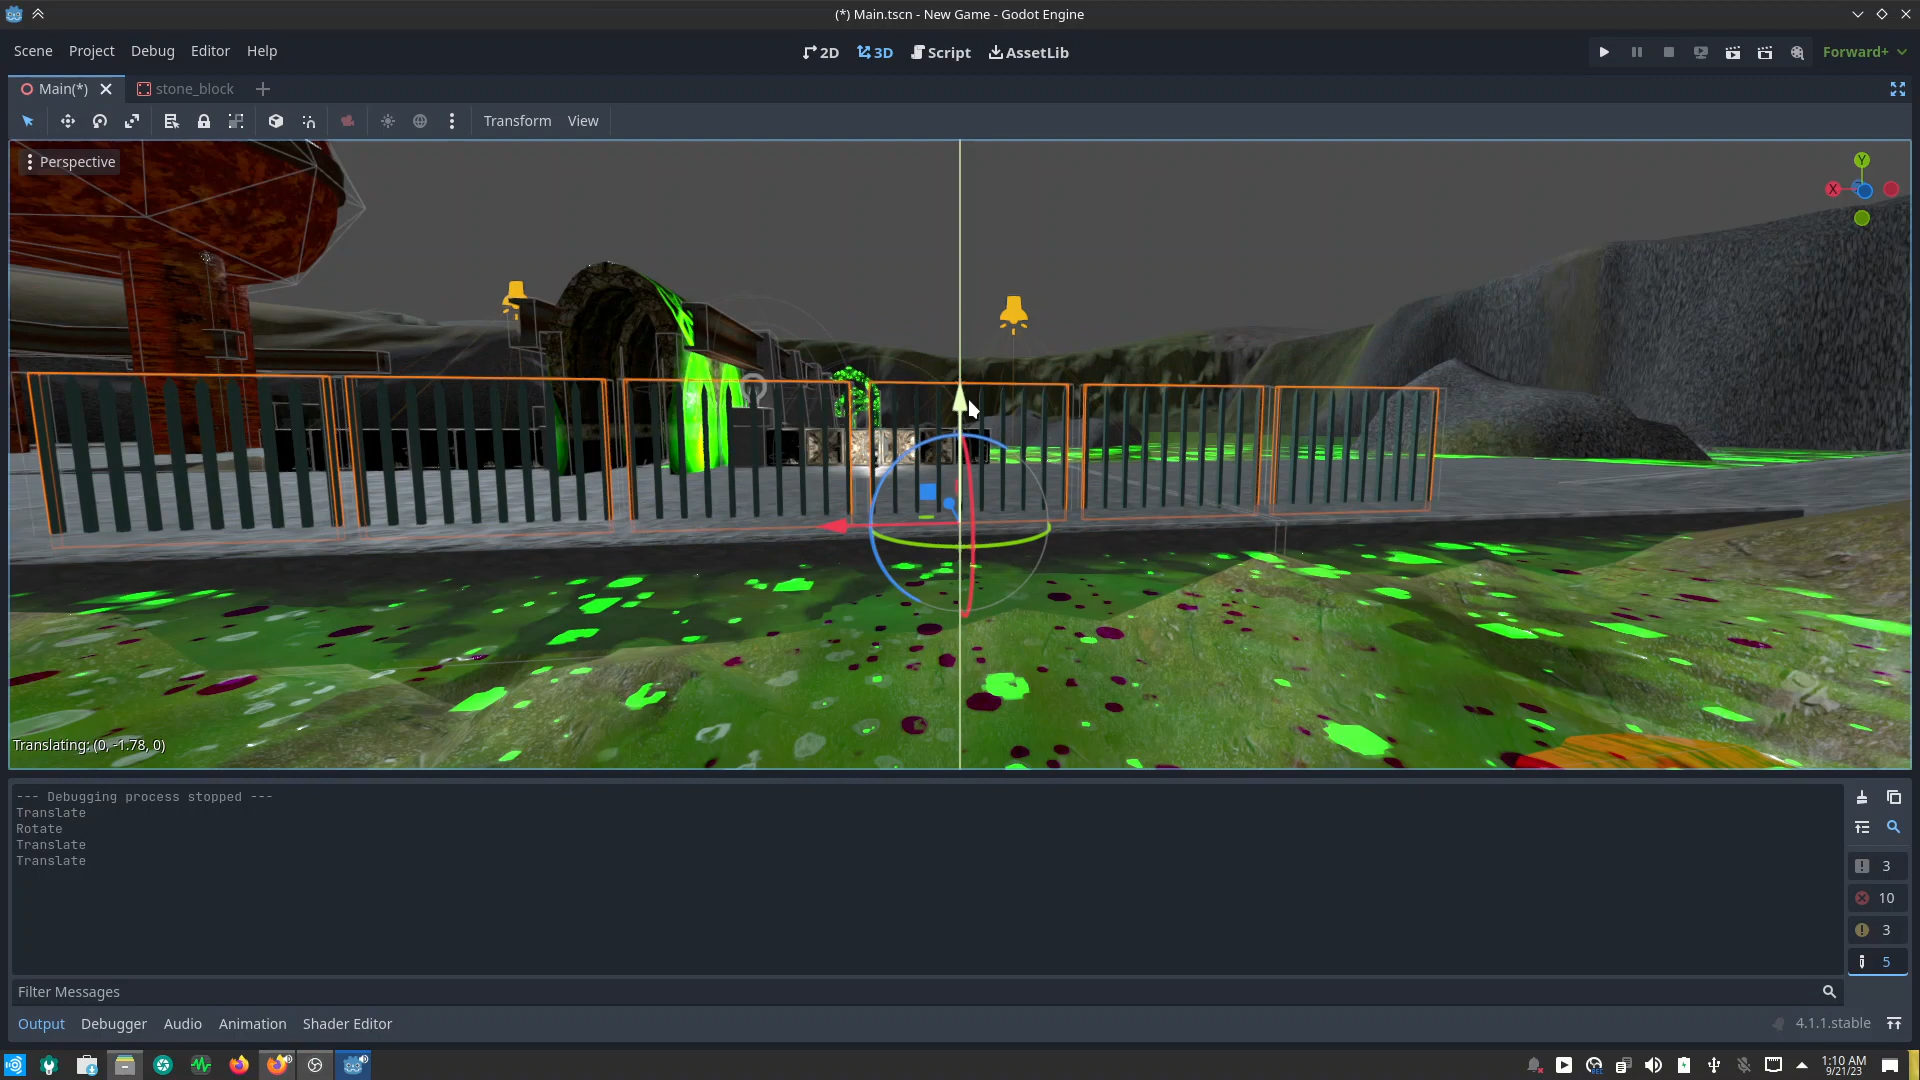 (*) Main.tscn - New Game - Godot Engine
Scene Project Debug Editor Help
2D 3D Script AssetLib
Forward+
Main(*) stone_block
Transform View
Perspective
Y
X
Translating: (0, -1.78, 0)
--- Debugging process stopped ---
Translate
Rotate
Translate
Translate
3
10
3
5
Filter Messages
Output Debugger Audio Animation Shader Editor
4.1.1.stable
1:10 AM
9/21/23